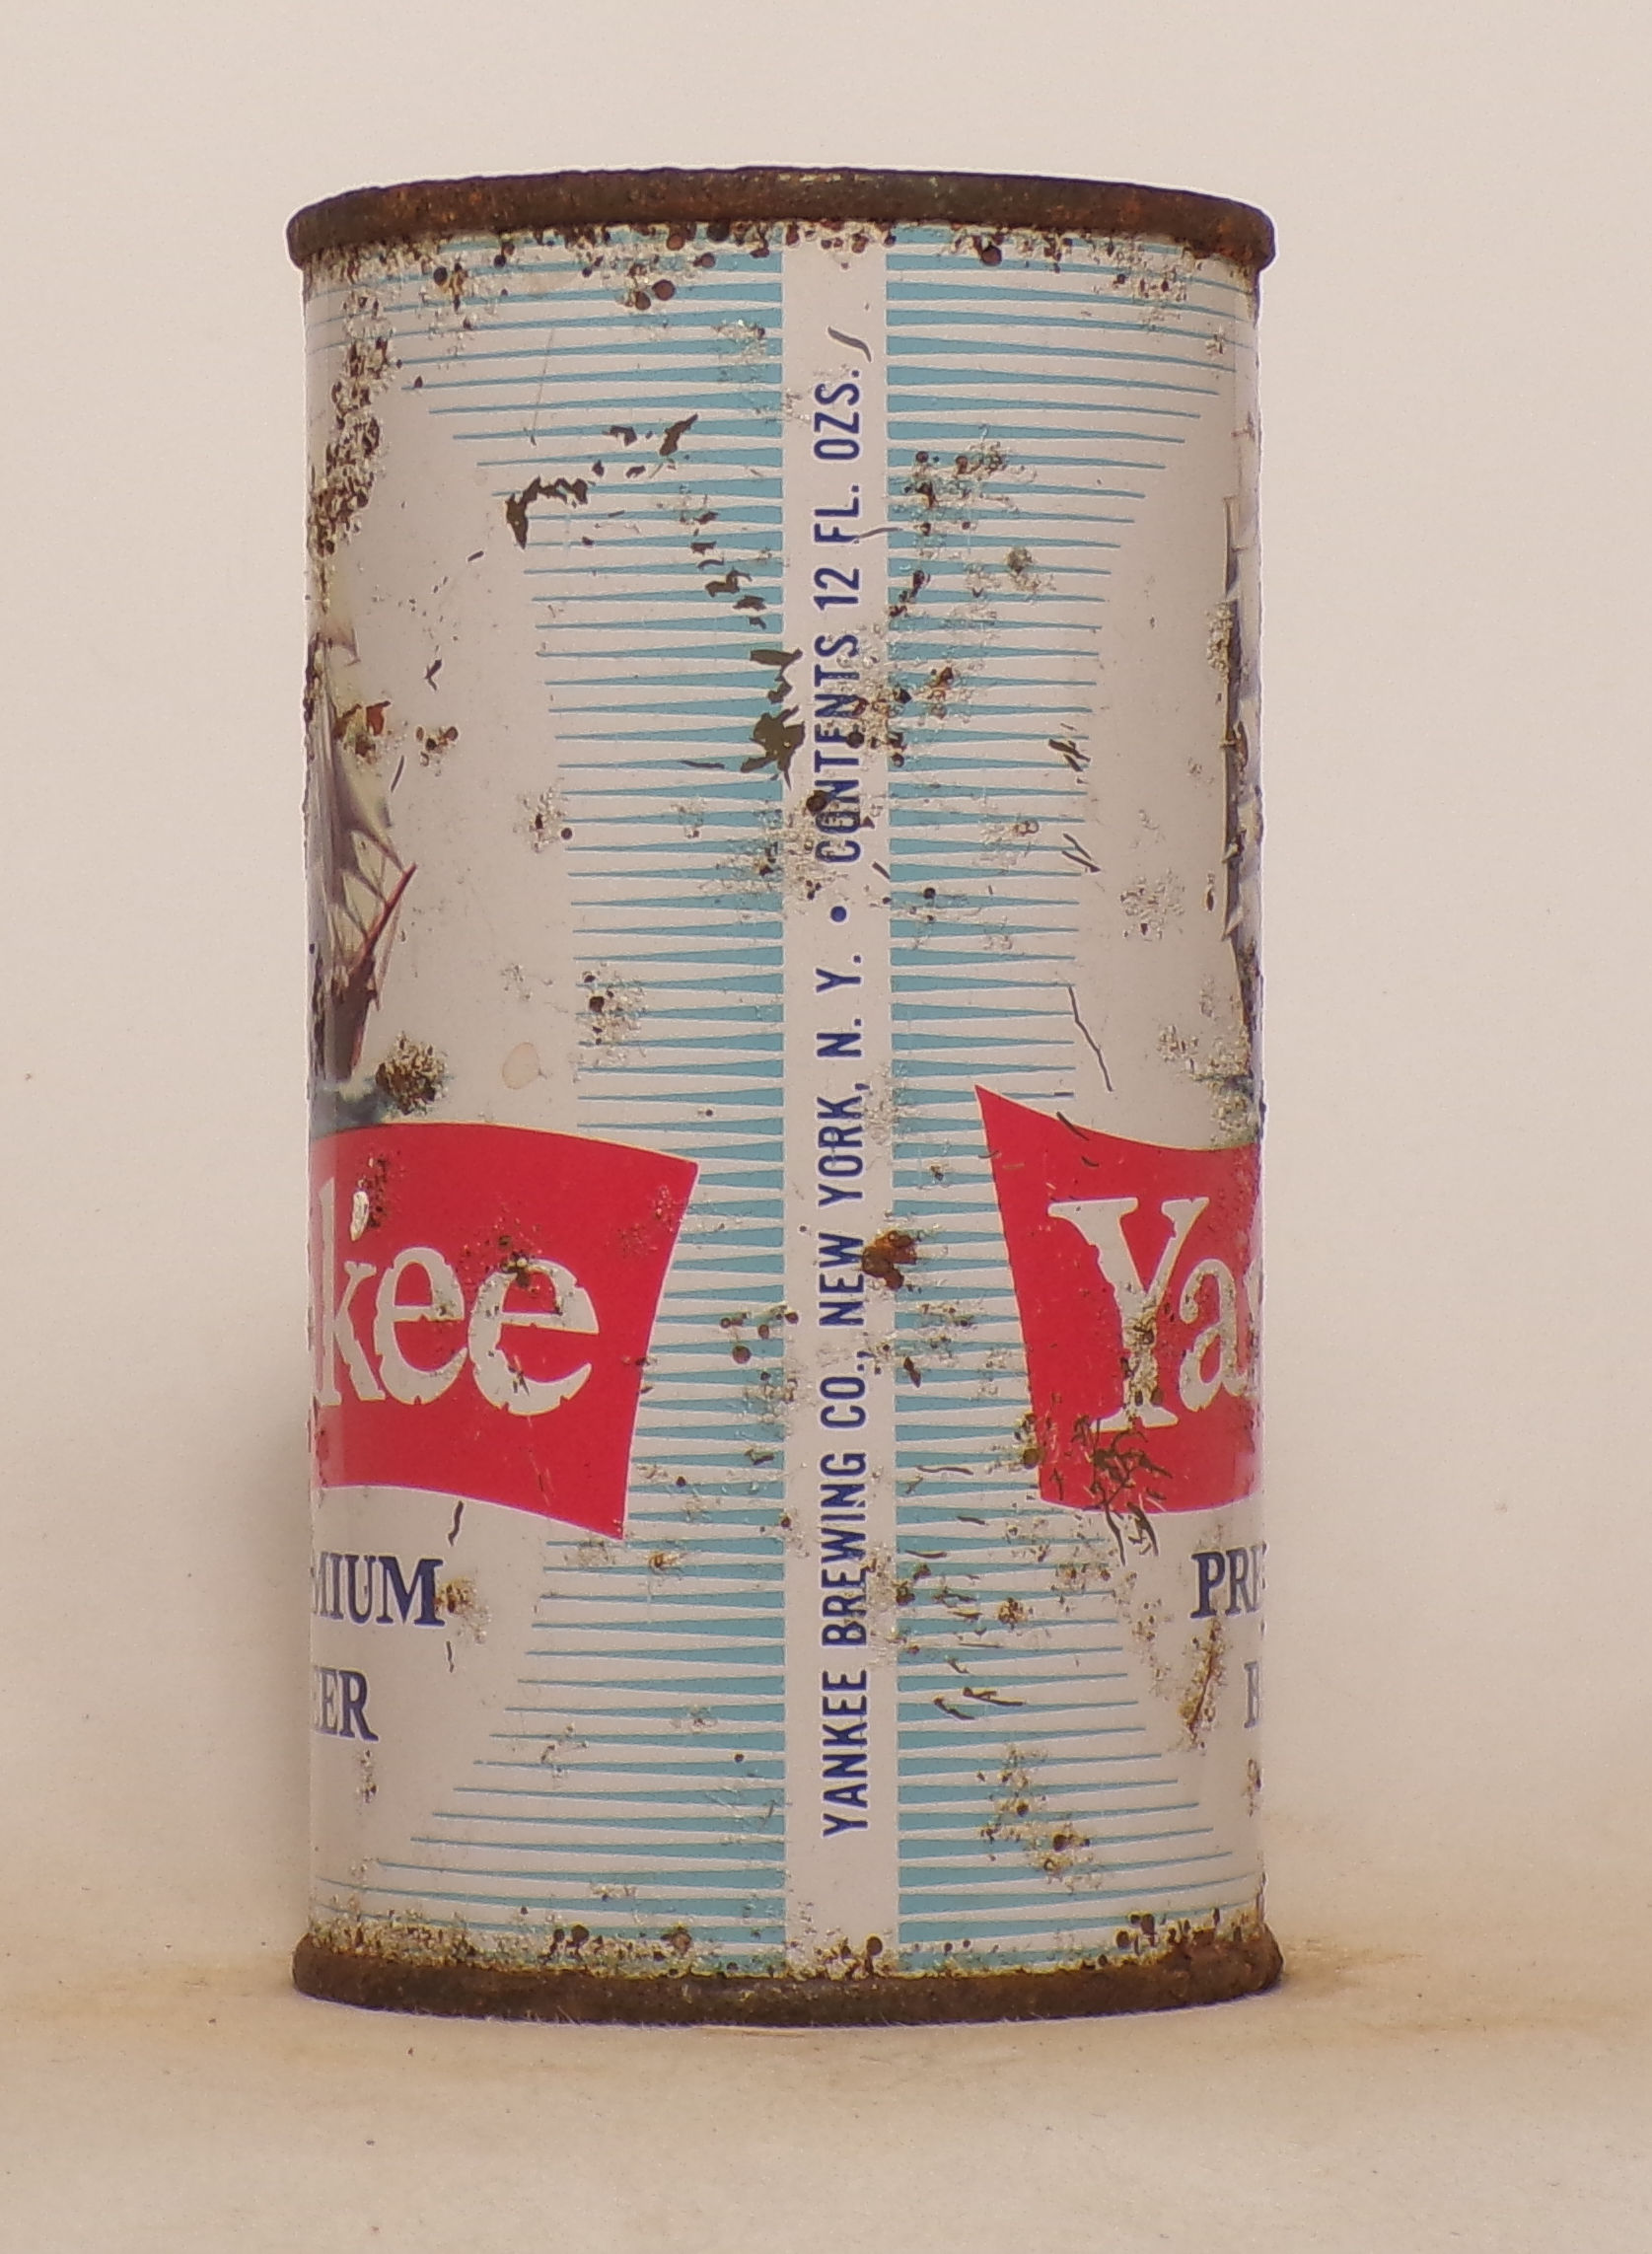 kee
MIUM
ER
YANKEE BREWING CO., NEW YORK, N. Y. • CONTENTS 12 FL. OZS.
Ya
PRE